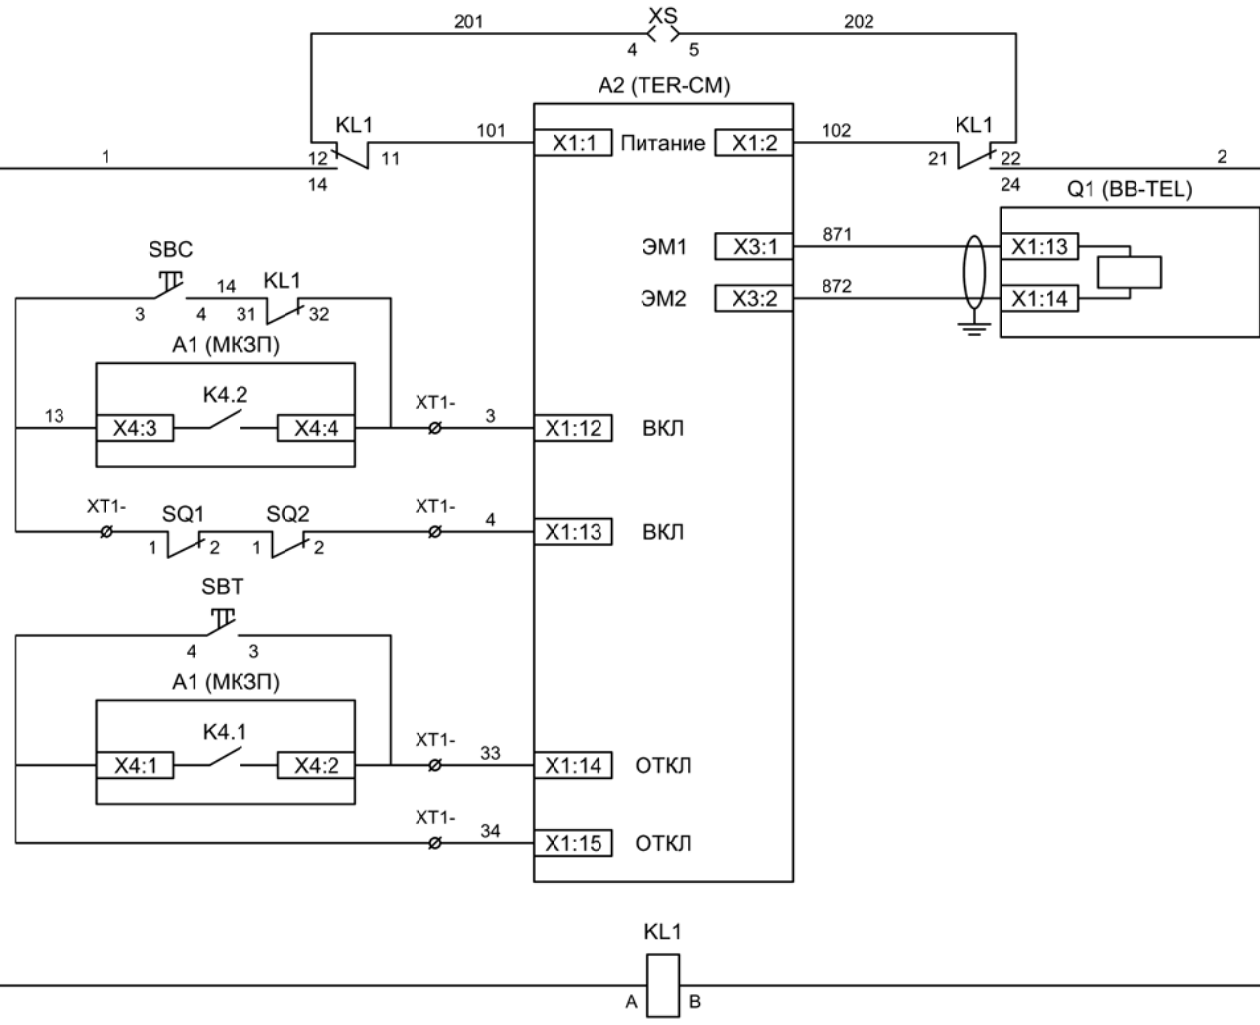 201 XS 202
4 5
A2 (TER-CM)
KL1 101 X1:1 Питание X1:2 102 KL1
1 12 11 21 22 2
14 24
Q1 (BB-TEL)
ЭМ1 X3:1 871 X1:13
SBC
14 KL1
3 4 31 32
ЭМ2 X3:2 872 X1:14
A1 (МКЗП)
K4.2
13 X4:3 X4:4 XT1- 3 X1:12 ВКЛ
XT1- SQ1 SQ2 XT1- 4 X1:13 ВКЛ
1 2 1 2
SBT
4 3
A1 (МКЗП)
K4.1
X4:1 X4:2 XT1- 33 X1:14 ОТКЛ
XT1- 34 X1:15 ОТКЛ
KL1
A B